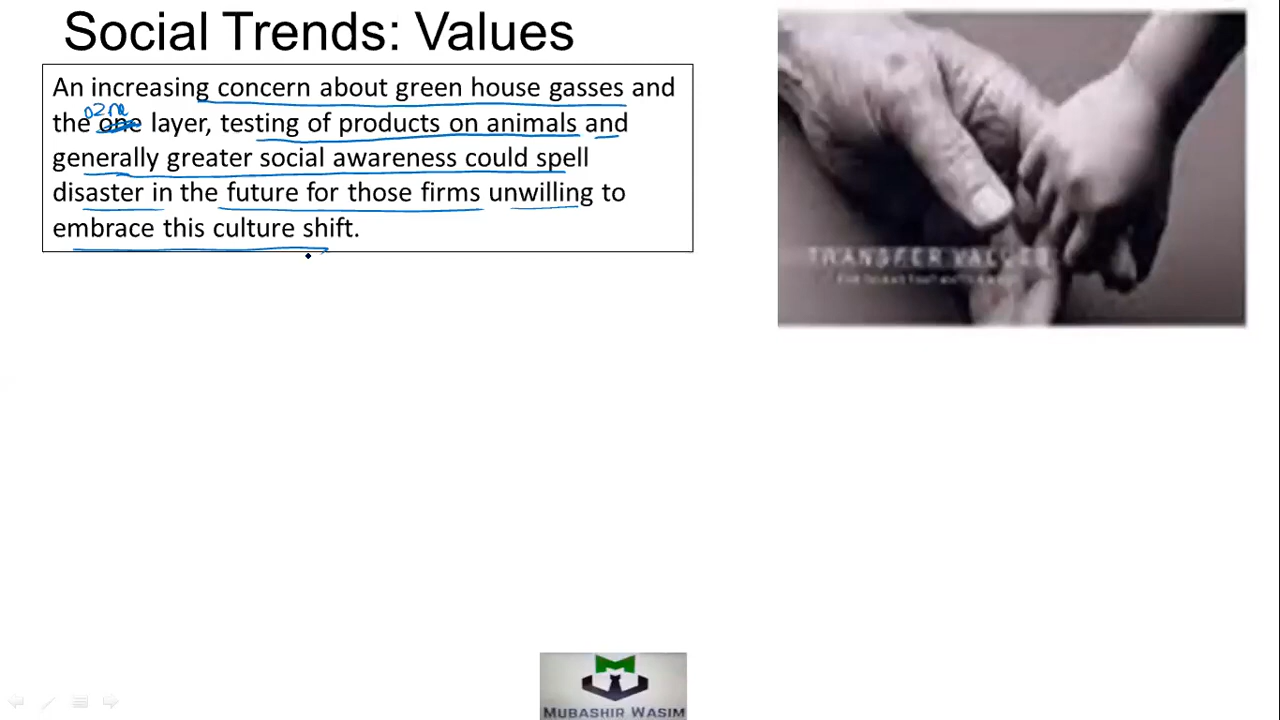 Social Trends: Values
An increasing concern about green house gasses and
the one layer, testing of products on animals and
generally greater social awareness could spell
disaster in the future for those firms unwilling to
embrace this culture shift.
TRANSFER VALUES
MUBASHIR WASIM